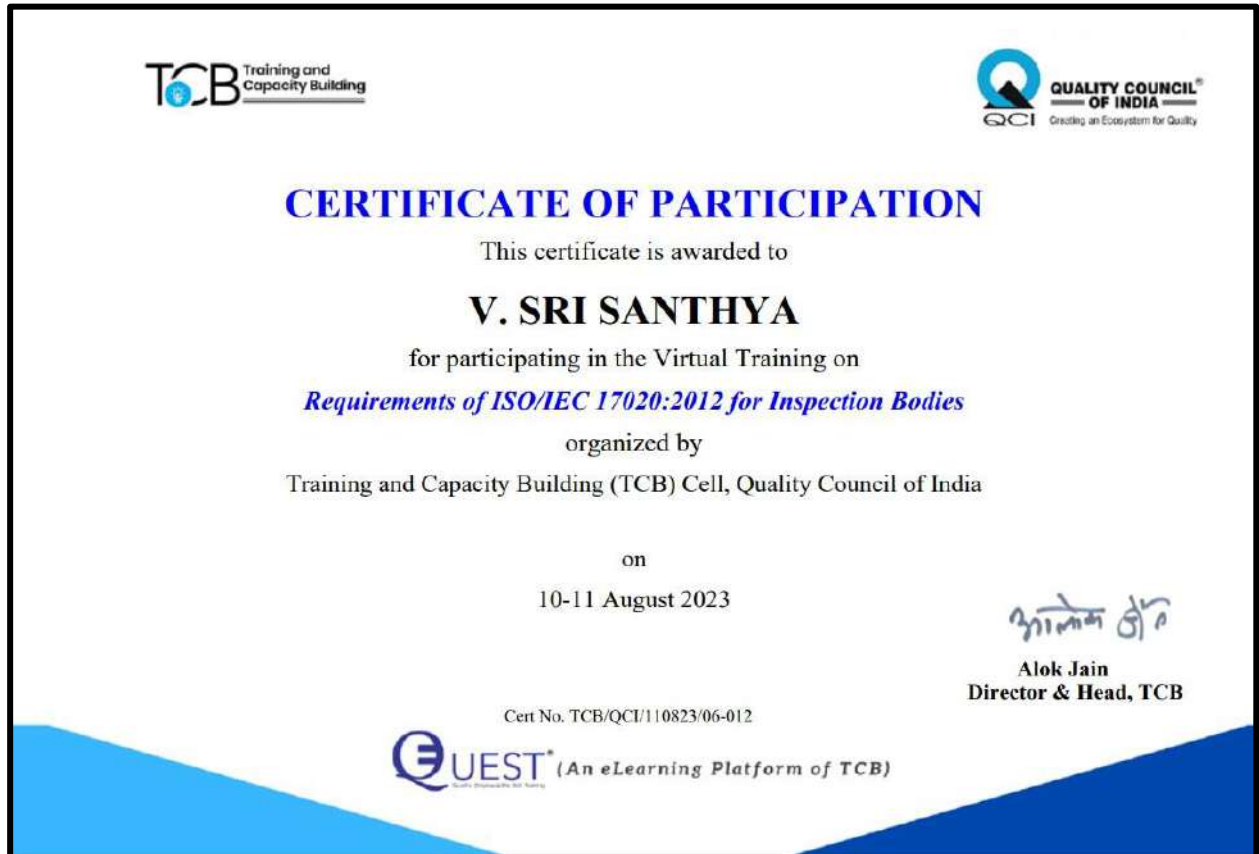 TCB Training and
Capacity Building
QUALITY COUNCIL®
OF INDIA
QCI Creating an Ecosystem for Quality
CERTIFICATE OF PARTICIPATION
This certificate is awarded to
V. SRI SANTHYA
for participating in the Virtual Training on
Requirements of ISO/IEC 17020:2012 for Inspection Bodies
organized by
Training and Capacity Building (TCB) Cell, Quality Council of India
on
10-11 August 2023
आलोक जैन
Alok Jain
Director & Head, TCB
Cert No. TCB/QCI/110823/06-012
QUEST® (An eLearning Platform of TCB)